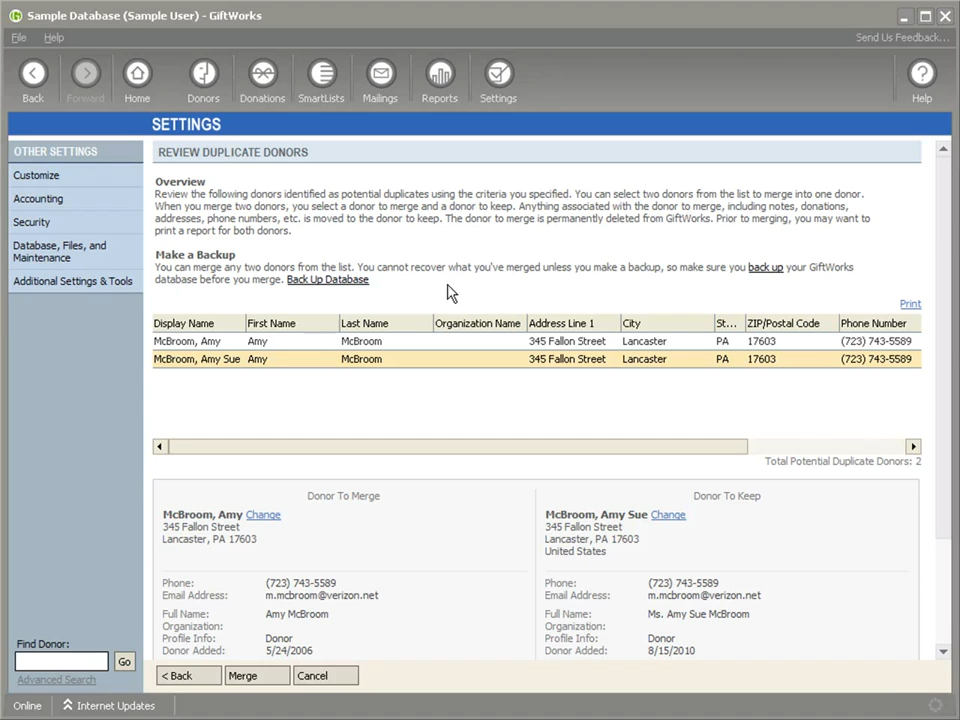 Sample Database (Sample User) - GiftWorks
File Help Send Us Feedback...
Back Forward Home Donors Donations SmartLists Mailings Reports Settings Help
SETTINGS
OTHER SETTINGS
Customize
Accounting
Security
Database, Files, and
Maintenance
Additional Settings & Tools
REVIEW DUPLICATE DONORS
Overview
Review the following donors identified as potential duplicates using the criteria you specified. You can select two donors from the list to merge into one donor.
When you merge two donors, you select a donor to merge and a donor to keep. Anything associated with the donor to merge, including notes, donations,
addresses, phone numbers, etc. is moved to the donor to keep. The donor to merge is permanently deleted from GiftWorks. Prior to merging, you may want to
print a report for both donors.
Make a Backup
You can merge any two donors from the list. You cannot recover what you've merged unless you make a backup, so make sure you back up your GiftWorks
database before you merge. Back Up Database
Print
Display Name First Name Last Name Organization Name Address Line 1 City St... ZIP/Postal Code Phone Number
McBroom, Amy Amy McBroom 345 Fallon Street Lancaster PA 17603 (723) 743-5589
McBroom, Amy Sue Amy McBroom 345 Fallon Street Lancaster PA 17603 (723) 743-5589
Total Potential Duplicate Donors: 2
Donor To Merge
McBroom, Amy Change
345 Fallon Street
Lancaster, PA 17603
Phone: (723) 743-5589
Email Address: m.mcbroom@verizon.net
Full Name: Amy McBroom
Organization:
Profile Info: Donor
Donor Added: 5/24/2006
Donor To Keep
McBroom, Amy Sue Change
345 Fallon Street
Lancaster, PA 17603
United States
Phone: (723) 743-5589
Email Address: m.mcbroom@verizon.net
Full Name: Ms. Amy Sue McBroom
Organization:
Profile Info: Donor
Donor Added: 8/15/2010
Find Donor:
Go
Advanced Search
< Back Merge Cancel
Online Internet Updates